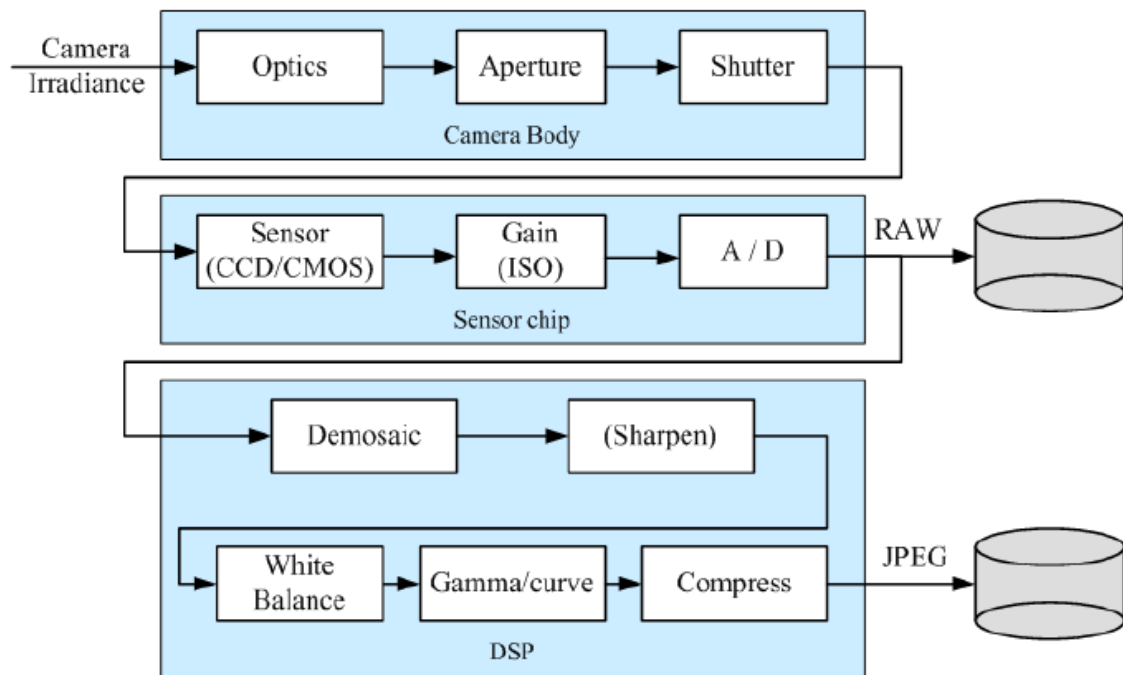 Camera
Irradiance
Optics
Aperture
Shutter
Camera Body
Sensor
(CCD/CMOS)
Gain
(ISO)
A / D
RAW
Sensor chip
Demosaic
(Sharpen)
White
Balance
Gamma/curve
Compress
JPEG
DSP